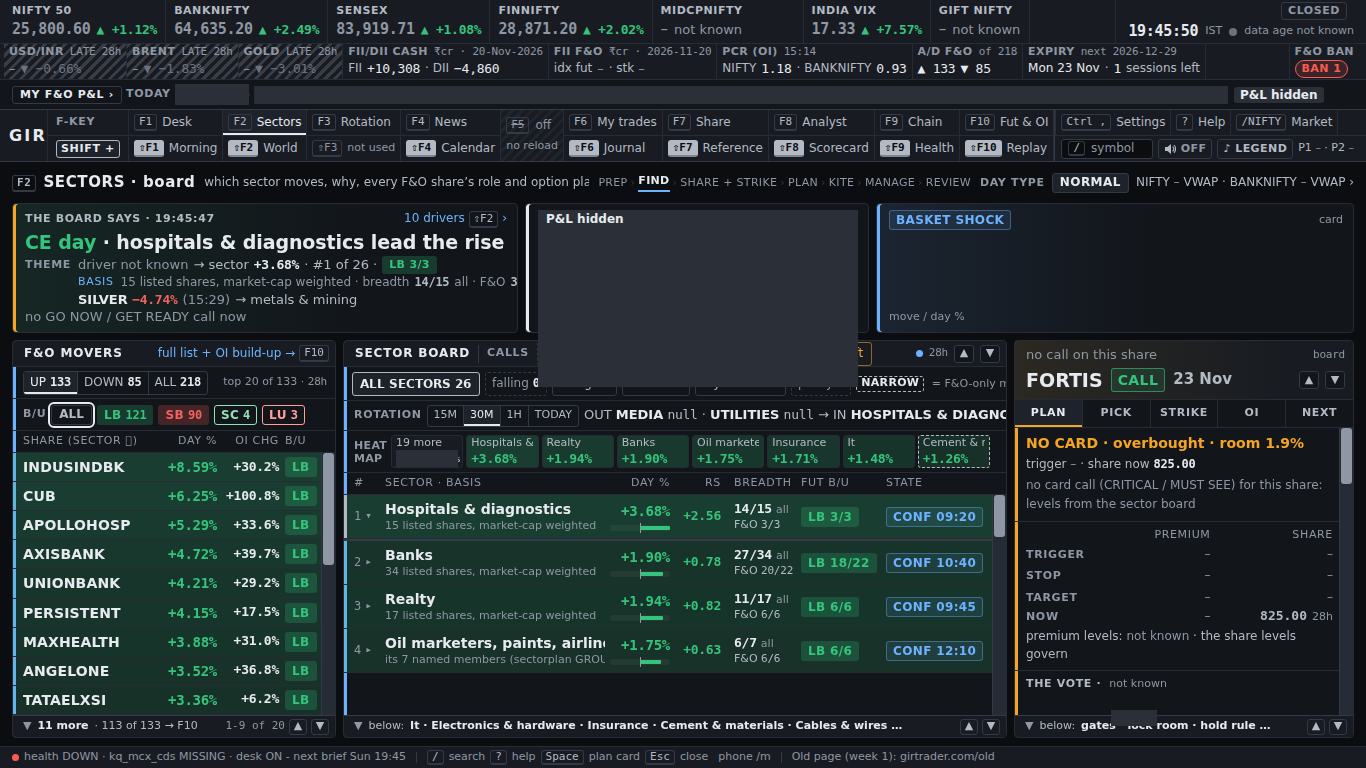 NIFTY 50 BANKNIFTY SENSEX FINNIFTY MIDCPNIFTY INDIA VIX GIFT NIFTY CLOSED
25,800.60 ▲ +1.12% 64,635.20 ▲ +2.49% 83,919.71 ▲ +1.08% 28,871.20 ▲ +2.02% – not known 17.33 ▲ +7.57% – not known 19:45:50 IST data age not known
USD/INR LATE 28h BRENT LATE 28h GOLD LATE 28h FII/DII CASH ₹cr · 20-Nov-2026 FII F&O ₹cr · 2026-11-20 PCR (OI) 15:14 A/D F&O of 218 EXPIRY next 2026-12-29 F&O BAN
– ▼ −0.66% – ▼ −1.83% – ▼ −3.01% FII +10,308 · DII −4,860 idx fut – · stk – NIFTY 1.18 · BANKNIFTY 0.93 ▲ 133 ▼ 85 Mon 23 Nov · 1 sessions left BAN 1
MY F&O P&L › TODAY P&L hidden
GIR F-KEY F1 Desk F2 Sectors F3 Rotation F4 News F5 off F6 My trades F7 Share F8 Analyst F9 Chain F10 Fut & OI Ctrl , Settings ? Help /NIFTY Market
SHIFT + ⇧F1 Morning ⇧F2 World ⇧F3 not used ⇧F4 Calendar no reload ⇧F6 Journal ⇧F7 Reference ⇧F8 Scorecard ⇧F9 Health ⇧F10 Replay / symbol OFF ♪ LEGEND P1 – · P2 –
F2 SECTORS · board which sector moves, why, every F&O share’s role and option pla PREP › FIND › SHARE + STRIKE › PLAN › KITE › MANAGE › REVIEW DAY TYPE NORMAL NIFTY – VWAP · BANKNIFTY – VWAP ›
THE BOARD SAYS · 19:45:47 10 drivers ⇧F2 ›
CE day · hospitals & diagnostics lead the rise
THEME driver not known → sector +3.68% · #1 of 26 · LB 3/3
BASIS 15 listed shares, market-cap weighted · breadth 14/15 all · F&O 3
SILVER −4.74% (15:29) → metals & mining
no GO NOW / GET READY call now
P&L hidden
BASKET SHOCK card
move / day %
F&O MOVERS full list + OI build-up → F10
UP 133 DOWN 85 ALL 218 top 20 of 133 · 28h
B/U ALL LB 121 SB 90 SC 4 LU 3
SHARE (SECTOR DAY % OI CHG B/U
INDUSINDBK +8.59% +30.2% LB
CUB +6.25% +100.8% LB
APOLLOHOSP +5.29% +33.6% LB
AXISBANK +4.72% +39.7% LB
UNIONBANK +4.21% +29.2% LB
PERSISTENT +4.15% +17.5% LB
MAXHEALTH +3.88% +31.0% LB
ANGELONE +3.52% +36.8% LB
TATAELXSI +3.36% +6.2% LB
▼ 11 more · 113 of 133 → F10 1-9 of 20 ▲ ▼
SECTOR BOARD CALLS 28h ▲ ▼
ALL SECTORS 26 falling NARROW = F&O-only m
ROTATION 15M 30M 1H TODAY OUT MEDIA null · UTILITIES null → IN HOSPITALS & DIAGNO
HEAT MAP 19 more Hospitals & +3.68% Realty +1.94% Banks +1.90% Oil markete +1.75% Insurance +1.71% It +1.48% Cement & r +1.26%
# SECTOR · BASIS DAY % RS BREADTH FUT B/U STATE
1 ▾ Hospitals & diagnostics +3.68% +2.56 14/15 all LB 3/3 CONF 09:20
15 listed shares, market-cap weighted F&O 3/3
2 ▸ Banks +1.90% +0.78 27/34 all LB 18/22 CONF 10:40
34 listed shares, market-cap weighted F&O 20/22
3 ▸ Realty +1.94% +0.82 11/17 all LB 6/6 CONF 09:45
17 listed shares, market-cap weighted F&O 6/6
4 ▸ Oil marketers, paints, airline +1.75% +0.63 6/7 all LB 6/6 CONF 12:10
its 7 named members (sectorplan GROU F&O 6/6
▼ below: It · Electronics & hardware · Insurance · Cement & materials · Cables & wires … ▲ ▼
no call on this share board
FORTIS CALL 23 Nov ▲ ▼
PLAN PICK STRIKE OI NEXT
NO CARD · overbought · room 1.9%
trigger – · share now 825.00
no card call (CRITICAL / MUST SEE) for this share:
levels from the sector board
PREMIUM SHARE
TRIGGER – –
STOP – –
TARGET – –
NOW – 825.00 28h
premium levels: not known · the share levels
govern
THE VOTE · not known
▼ below: gates room · hold rule … ▲ ▼
health DOWN · kq_mcx_cds MISSING · desk ON - next brief Sun 19:45 / search ? help Space plan card Esc close phone /m Old page (week 1): girtrader.com/old